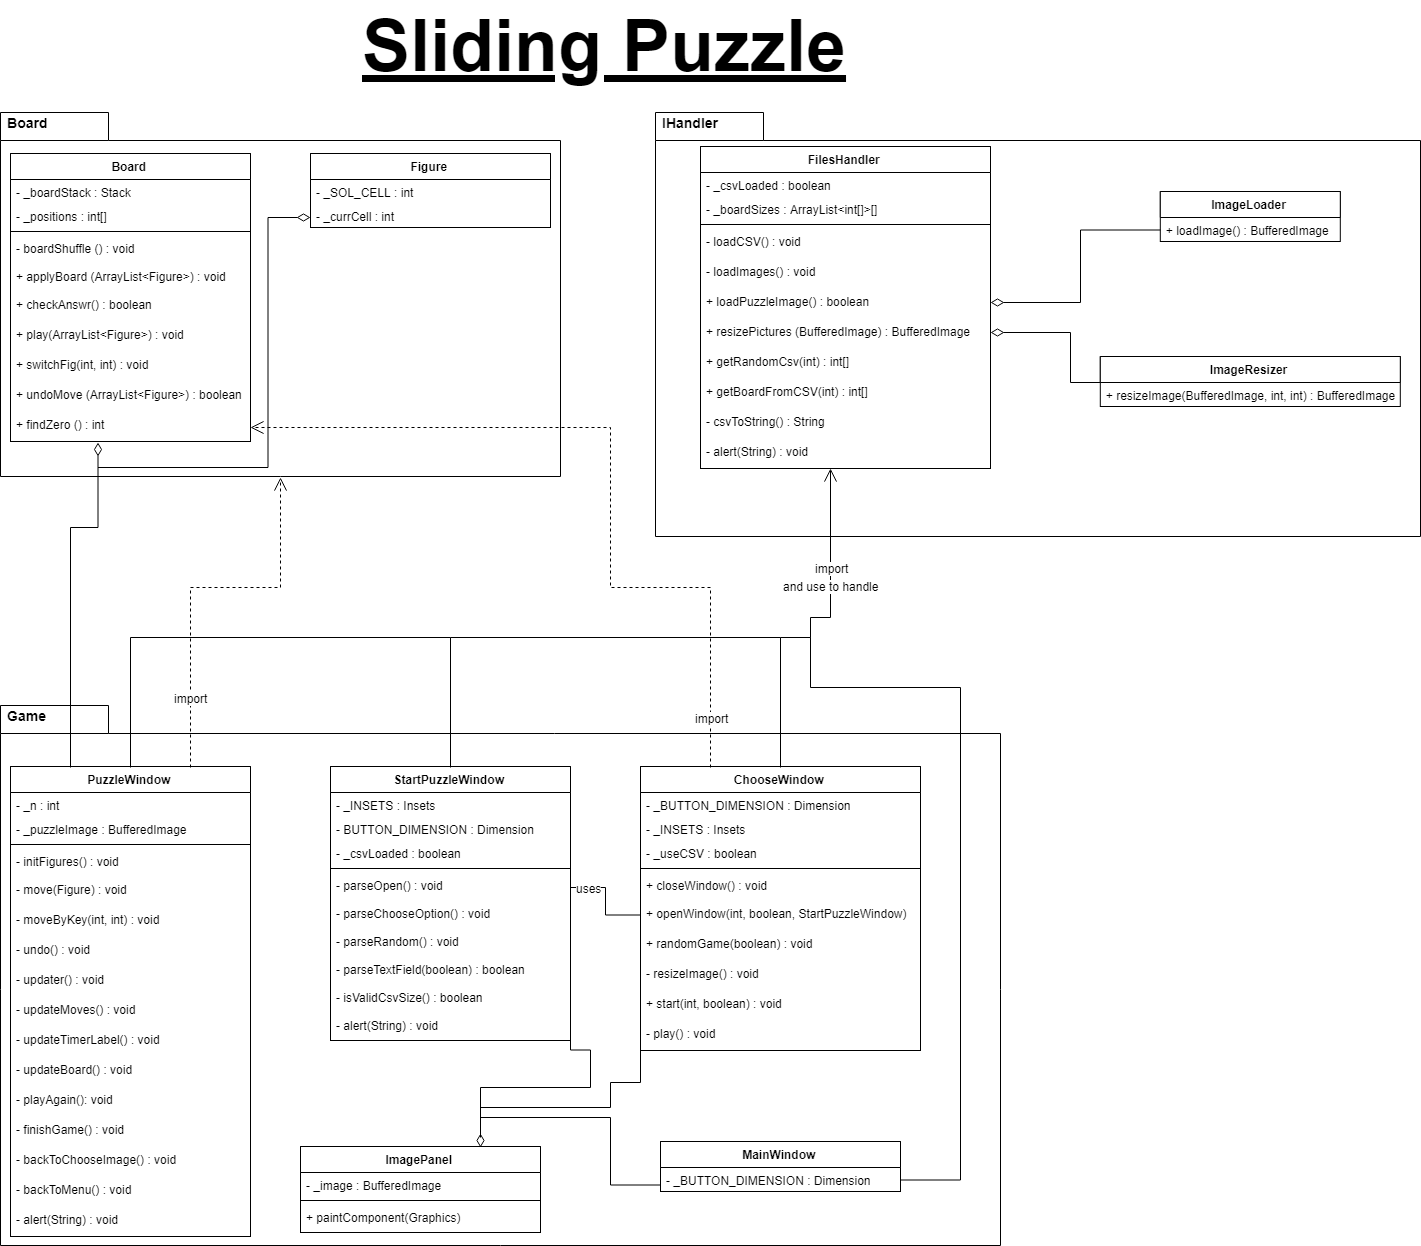 Sliding Puzzle
Board
Board
- _boardStack : Stack
- _positions : int[]
- boardShuffle () : void
+ applyBoard (ArrayList<Figure>) : void
+ checkAnswr() : boolean
+ play(ArrayList<Figure>) : void
+ switchFig(int, int) : void
+ undoMove (ArrayList<Figure>) : boolean
+ findZero () : int
Figure
- _SOL_CELL : int
- _currCell : int
IHandler
FilesHandler
- _csvLoaded : boolean
- _boardSizes : ArrayList<int[]>[]
- loadCSV() : void
- loadImages() : void
+ loadPuzzleImage() : boolean
+ resizePictures (BufferedImage) : BufferedImage
+ getRandomCsv(int) : int[]
+ getBoardFromCSV(int) : int[]
- csvToString() : String
- alert(String) : void
ImageLoader
+ loadImage() : BufferedImage
ImageResizer
+ resizeImage(BufferedImage, int, int) : BufferedImage
import
and use to handle
import
import
Game
PuzzleWindow
- _n : int
- _puzzleImage : BufferedImage
- initFigures() : void
- move(Figure) : void
- moveByKey(int, int) : void
- undo() : void
- updater() : void
- updateMoves() : void
- updateTimerLabel() : void
- updateBoard() : void
- playAgain(): void
- finishGame() : void
- backToChooseImage() : void
- backToMenu() : void
- alert(String) : void
StartPuzzleWindow
- _INSETS : Insets
- BUTTON_DIMENSION : Dimension
- _csvLoaded : boolean
- parseOpen() : void
- parseChooseOption() : void
- parseRandom() : void
- parseTextField(boolean) : boolean
- isValidCsvSize() : boolean
- alert(String) : void
uses
ChooseWindow
- _BUTTON_DIMENSION : Dimension
- _INSETS : Insets
- _useCSV : boolean
+ closeWindow() : void
+ openWindow(int, boolean, StartPuzzleWindow)
+ randomGame(boolean) : void
- resizeImage() : void
+ start(int, boolean) : void
- play() : void
ImagePanel
- _image : BufferedImage
+ paintComponent(Graphics)
MainWindow
- _BUTTON_DIMENSION : Dimension